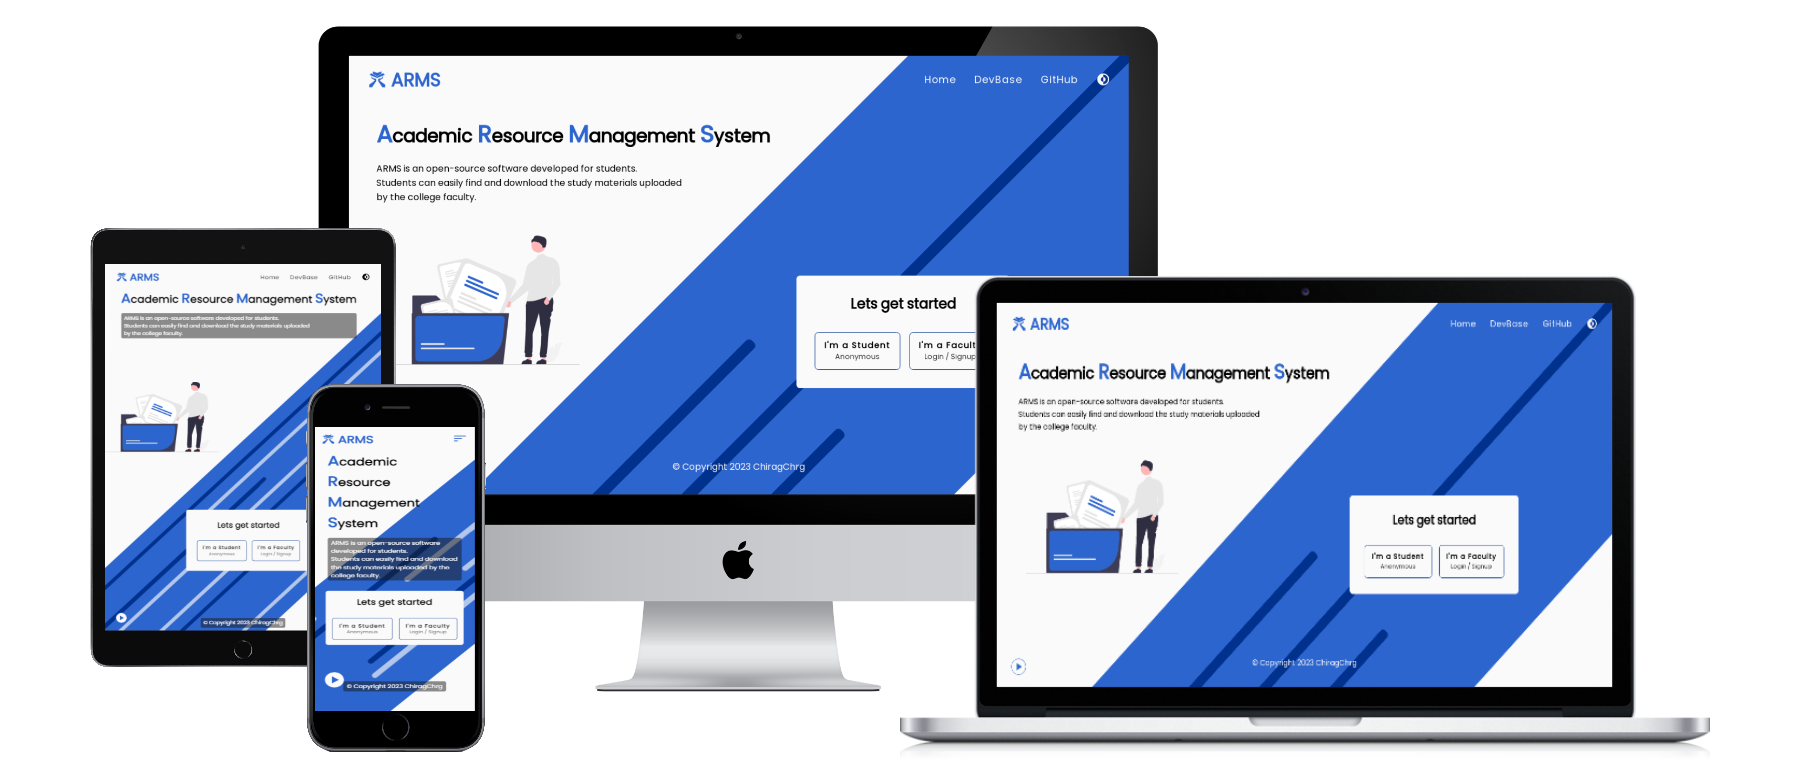 ARMS
Home DevBase GitHub
Academic Resource Management System
ARMS is an open-source software developed for students.
Students can easily find and download the study materials uploaded
by the college faculty.
Lets get started
I'm a Student
Anonymous
I'm a Facult
Login / Signup
© Copyright 2023 ChiragChrg
ARMS
Home DevBase GitHub
Academic Resource Management System
ARMS is an open-source software developed for students.
Students can easily find and download the study materials uploaded
by the college faculty.
Lets get started
I'm a Student
Anonymous
I'm a Faculty
Login / Signup
© Copyright 2023 ChiragChrg
ARMS
Academic
Resource
Management
System
ARMS is an open-source software
developed for students.
Students can easily find and download
the study materials uploaded by the
college faculty.
Lets get started
I'm a Student
Anonymous
I'm a Faculty
Login / Signup
© Copyright 2023 ChiragChrg
ARMS
Home DevBase GitHub
Academic Resource Management System
ARMS is an open-source software developed for students.
Students can easily find and download the study materials uploaded
by the college faculty.
Lets get started
I'm a Student
Anonymous
I'm a Faculty
Login / Signup
© Copyright 2023 ChiragChrg